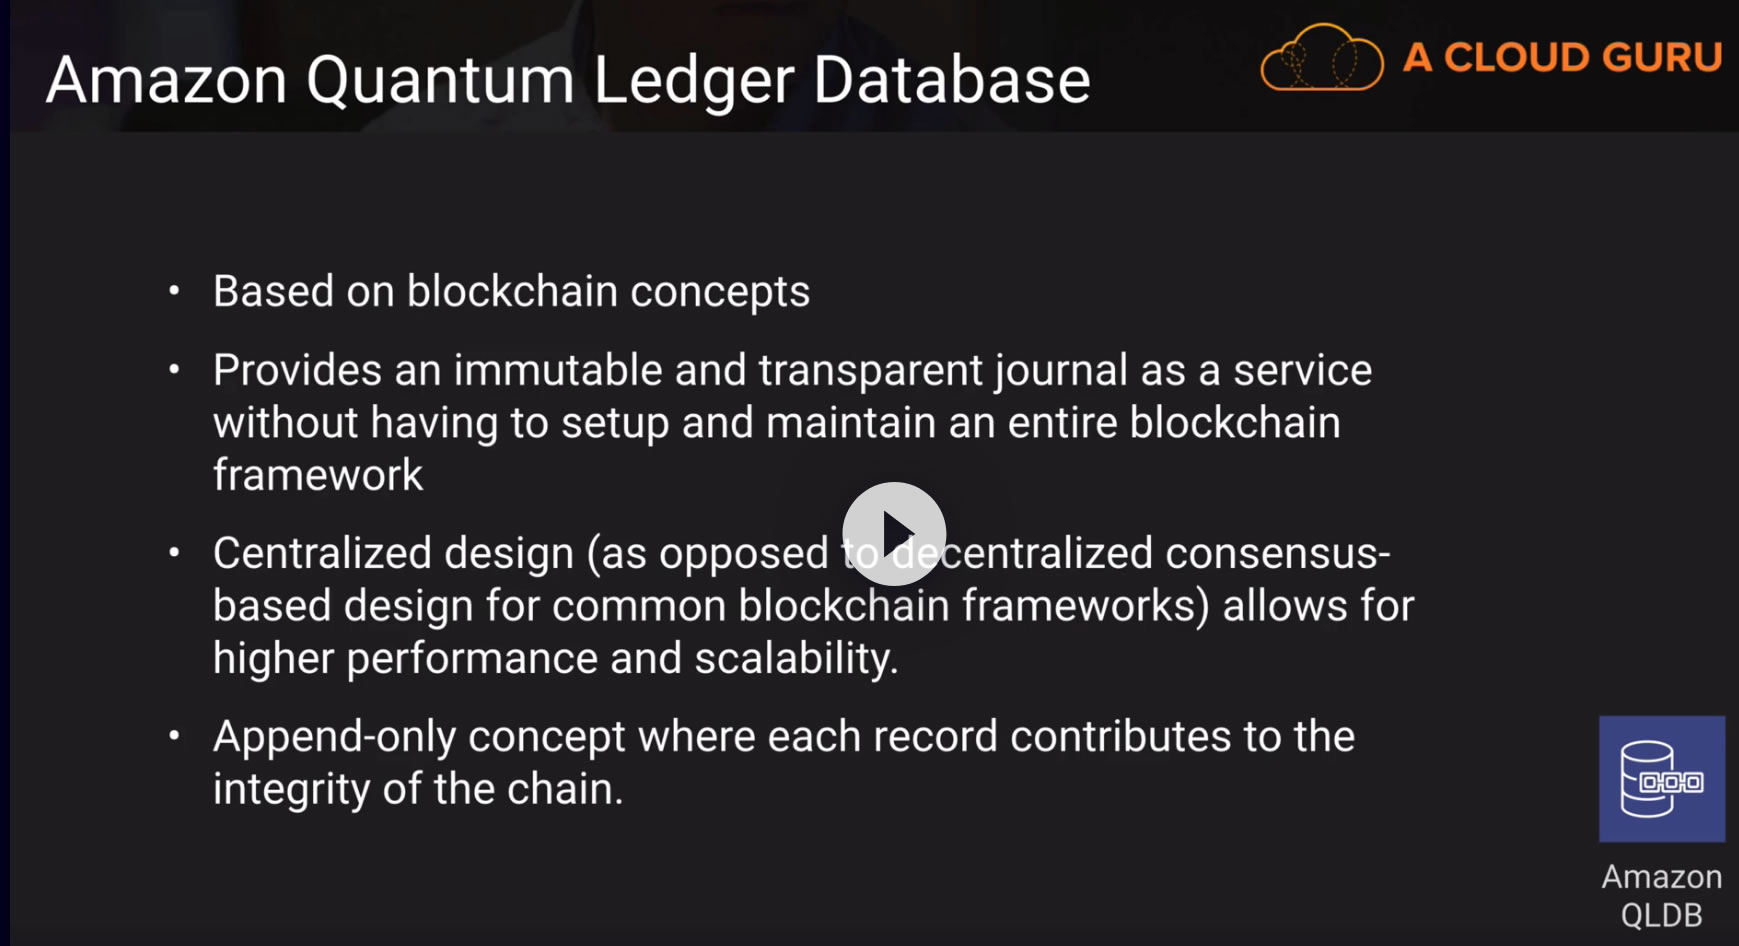 Amazon Quantum Ledger Database
A CLOUD GURU
• Based on blockchain concepts
• Provides an immutable and transparent journal as a service
without having to setup and maintain an entire blockchain
framework
• Centralized design (as opposed to decentralized consensus-
based design for common blockchain frameworks) allows for
higher performance and scalability.
• Append-only concept where each record contributes to the
integrity of the chain.
Amazon
QLDB